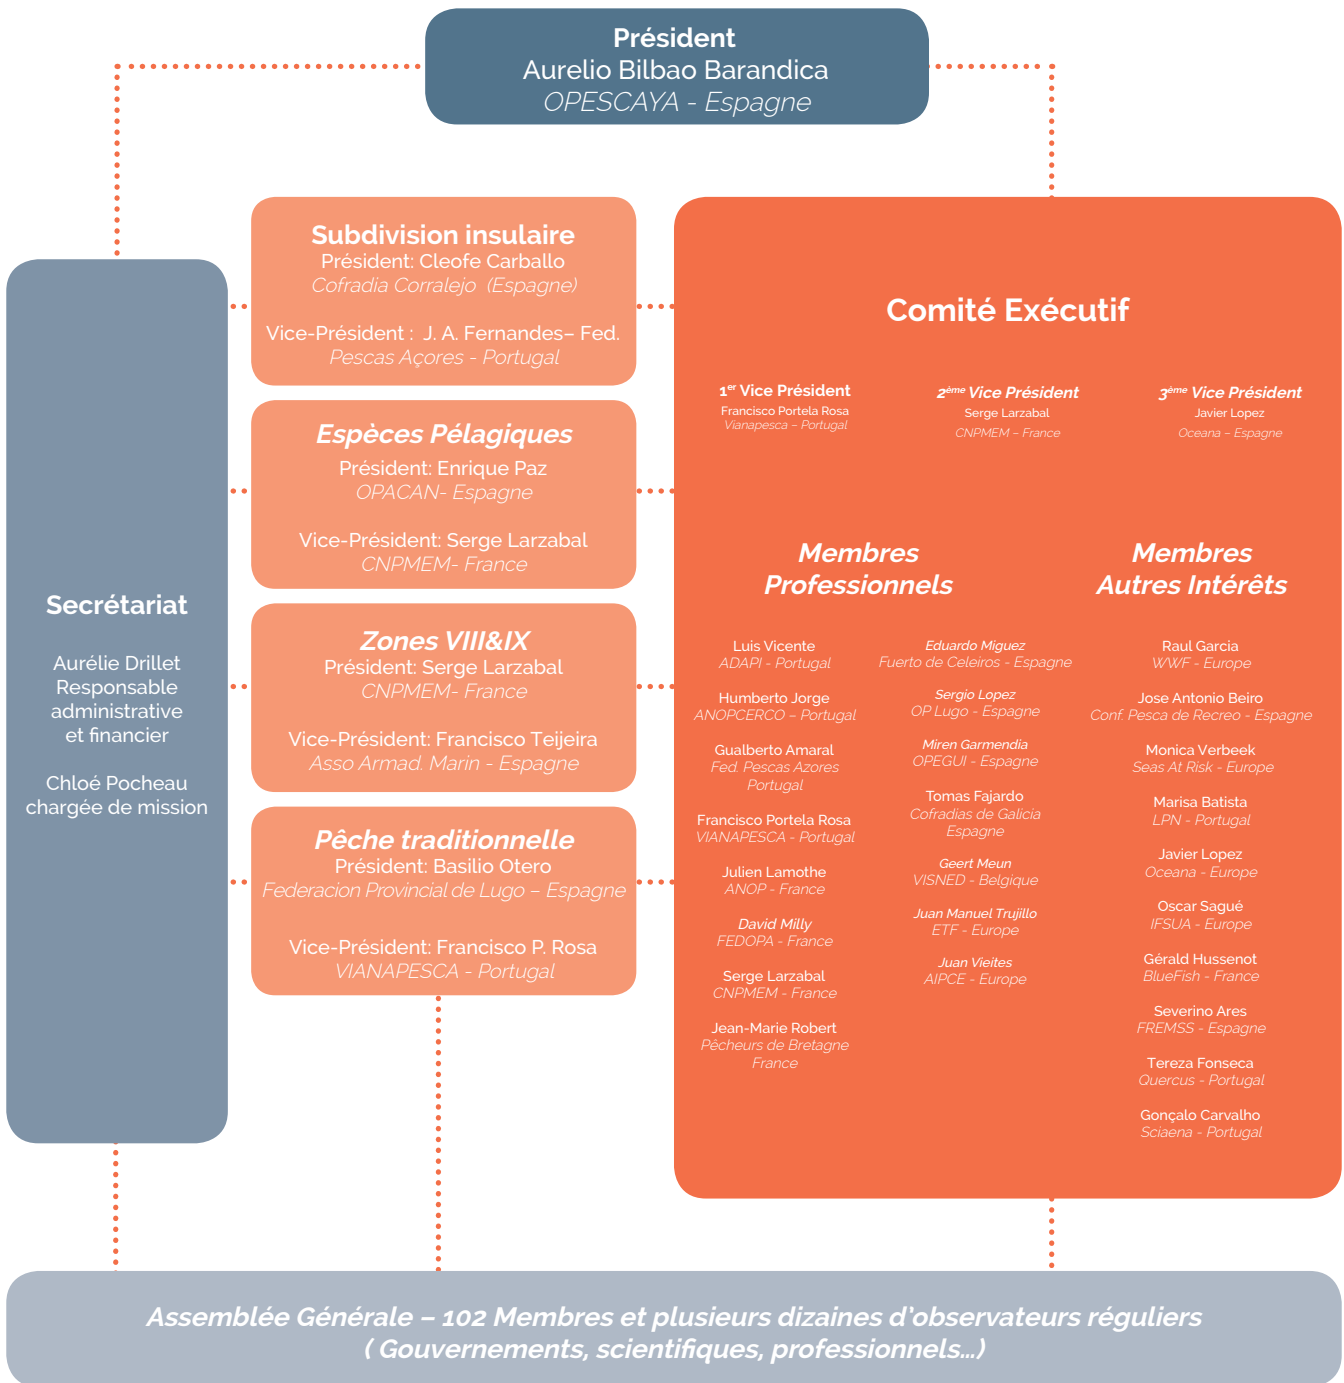 Président
Aurelio Bilbao Barandica
OPESCAYA - Espagne
Secrétariat
Aurélie Drillet
Responsable
administrative
et financier
Chloé Pocheau
chargée de mission
Subdivision insulaire
Président: Cleofe Carballo
Cofradia Corralejo (Espagne)
Vice-Président : J. A. Fernandes– Fed.
Pescas Açores - Portugal
Espèces Pélagiques
Président: Enrique Paz
OPACAN- Espagne
Vice-Président: Serge Larzabal
CNPMEM- France
Zones VIII&IX
Président: Serge Larzabal
CNPMEM- France
Vice-Président: Francisco Teijeira
Asso Armad. Marin - Espagne
Pêche traditionnelle
Président: Basilio Otero
Federacion Provincial de Lugo – Espagne
Vice-Président: Francisco P. Rosa
VIANAPESCA - Portugal
Comité Exécutif
1er Vice Président
Francisco Portela Rosa
Vianapesca – Portugal
2ème Vice Président
Serge Larzabal
CNPMEM – France
3ème Vice Président
Javier Lopez
Oceana – Espagne
Membres
Professionnels
Luis Vicente
ADAPI - Portugal
Humberto Jorge
ANOPCERCO – Portugal
Gualberto Amaral
Fed. Pescas Azores
Portugal
Francisco Portela Rosa
VIANAPESCA - Portugal
Julien Lamothe
ANOP - France
David Milly
FEDOPA - France
Serge Larzabal
CNPMEM - France
Jean-Marie Robert
Pêcheurs de Bretagne
France
Eduardo Miguez
Fuerto de Celeiros - Espagne
Sergio Lopez
OP Lugo - Espagne
Miren Garmendia
OPEGUI - Espagne
Tomas Fajardo
Cofradias de Galicia
Espagne
Geert Meun
VISNED - Belgique
Juan Manuel Trujillo
ETF - Europe
Juan Vieites
AIPCE - Europe
Membres
Autres Intérêts
Raul Garcia
WWF - Europe
Jose Antonio Beiro
Conf. Pesca de Recreo - Espagne
Monica Verbeek
Seas At Risk - Europe
Marisa Batista
LPN - Portugal
Javier Lopez
Oceana - Europe
Oscar Sagué
IFSUA - Europe
Gérald Hussenot
BlueFish - France
Severino Ares
FREMSS - Espagne
Tereza Fonseca
Quercus - Portugal
Gonçalo Carvalho
Sciaena - Portugal
Assemblée Générale – 102 Membres et plusieurs dizaines d’observateurs réguliers
( Gouvernements, scientifiques, professionnels...)